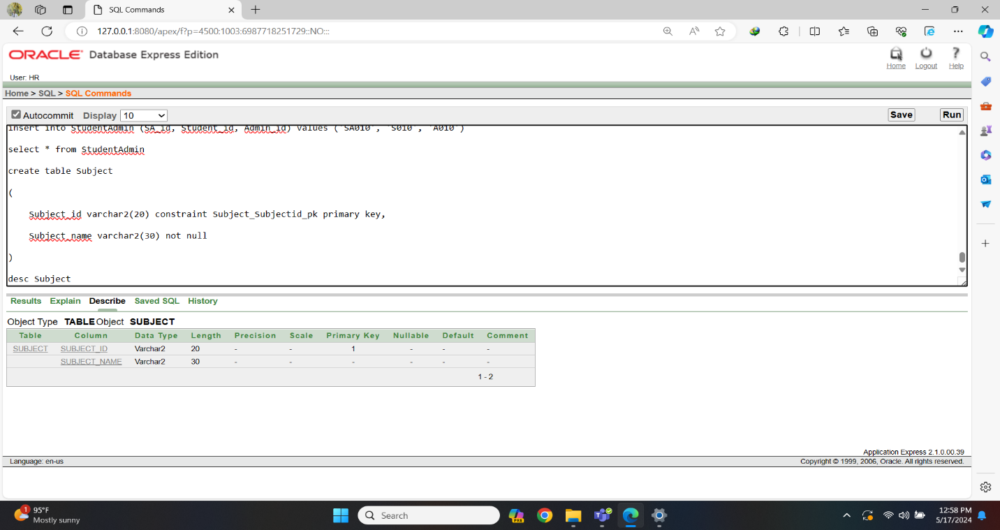 SQL Commands
127.0.0.1:8080/apex/f?p=4500:1003:6987718251729::NO:::
ORACLE Database Express Edition
Home Logout Help
User: HR
Home > SQL > SQL Commands
Autocommit Display 10 Save Run
insert into StudentAdmin (SA_id, Student_id, Admin_id) values ('SA010', 'S010', 'A010')
select * from StudentAdmin
create table Subject
(
Subject_id varchar2(20) constraint Subject_Subjectid_pk primary key,
Subject_name varchar2(30) not null
)
desc Subject
Results Explain Describe Saved SQL History
Object Type TABLE Object SUBJECT
Table Column Data Type Length Precision Scale Primary Key Nullable Default Comment
SUBJECT SUBJECT_ID Varchar2 20 - - 1 - - -
SUBJECT_NAME Varchar2 30 - - - - - -
1 - 2
Application Express 2.1.0.00.39
Language: en-us Copyright © 1999, 2006, Oracle. All rights reserved.
1 95°F
Mostly sunny
Search
PRE
12:58 PM
5/17/2024